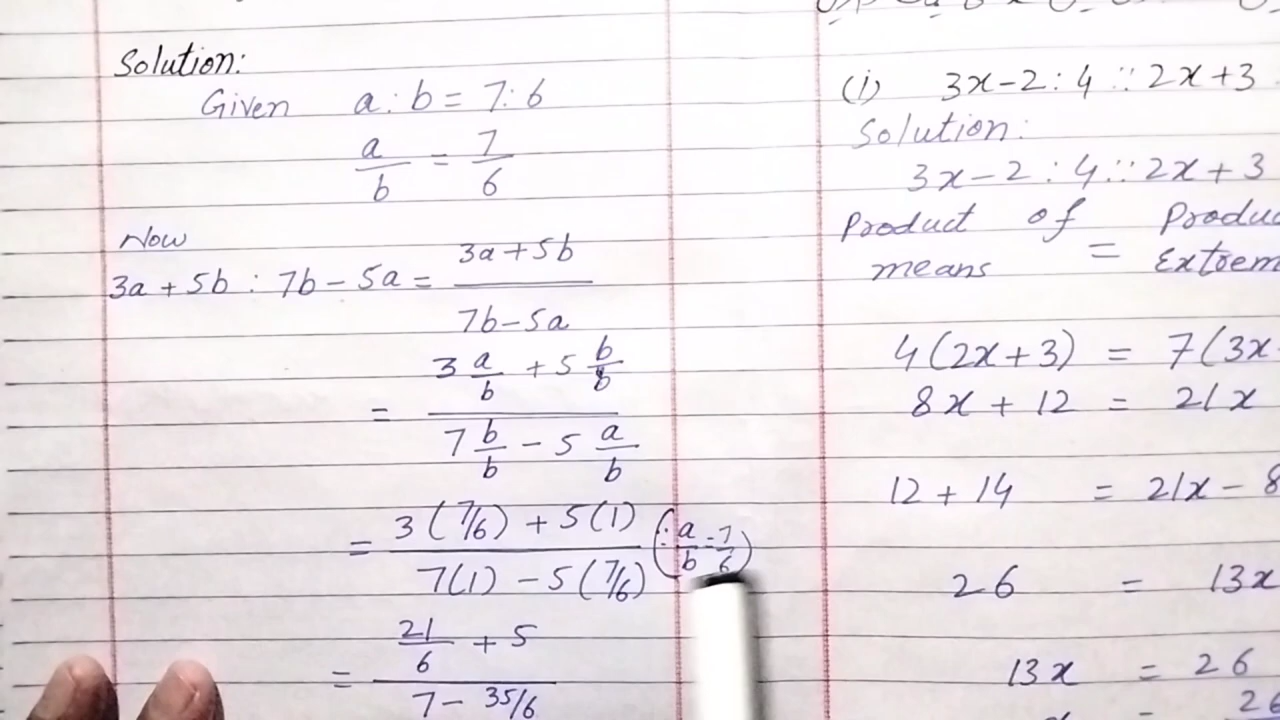 Solution:
Given a : b = 7 : 6
a/b = 7/6
Now
3a + 5b : 7b - 5a = (3a + 5b)/(7b - 5a)
= (3 a/b + 5 b/b)/(7 b/b - 5 a/b)
= (3(7/6) + 5(1))/(7(1) - 5(7/6)) (∵ a/b = 7/6)
= (21/6 + 5)/(7 - 35/6)
(i) 3x - 2 : 4 :: 2x + 3
Solution:
3x - 2 : 4 :: 2x + 3
Product of means = Produc Extrem
4(2x + 3) = 7(3x -
8x + 12 = 21x
12 + 14 = 21x - 8
26 = 13x
13x = 26
26